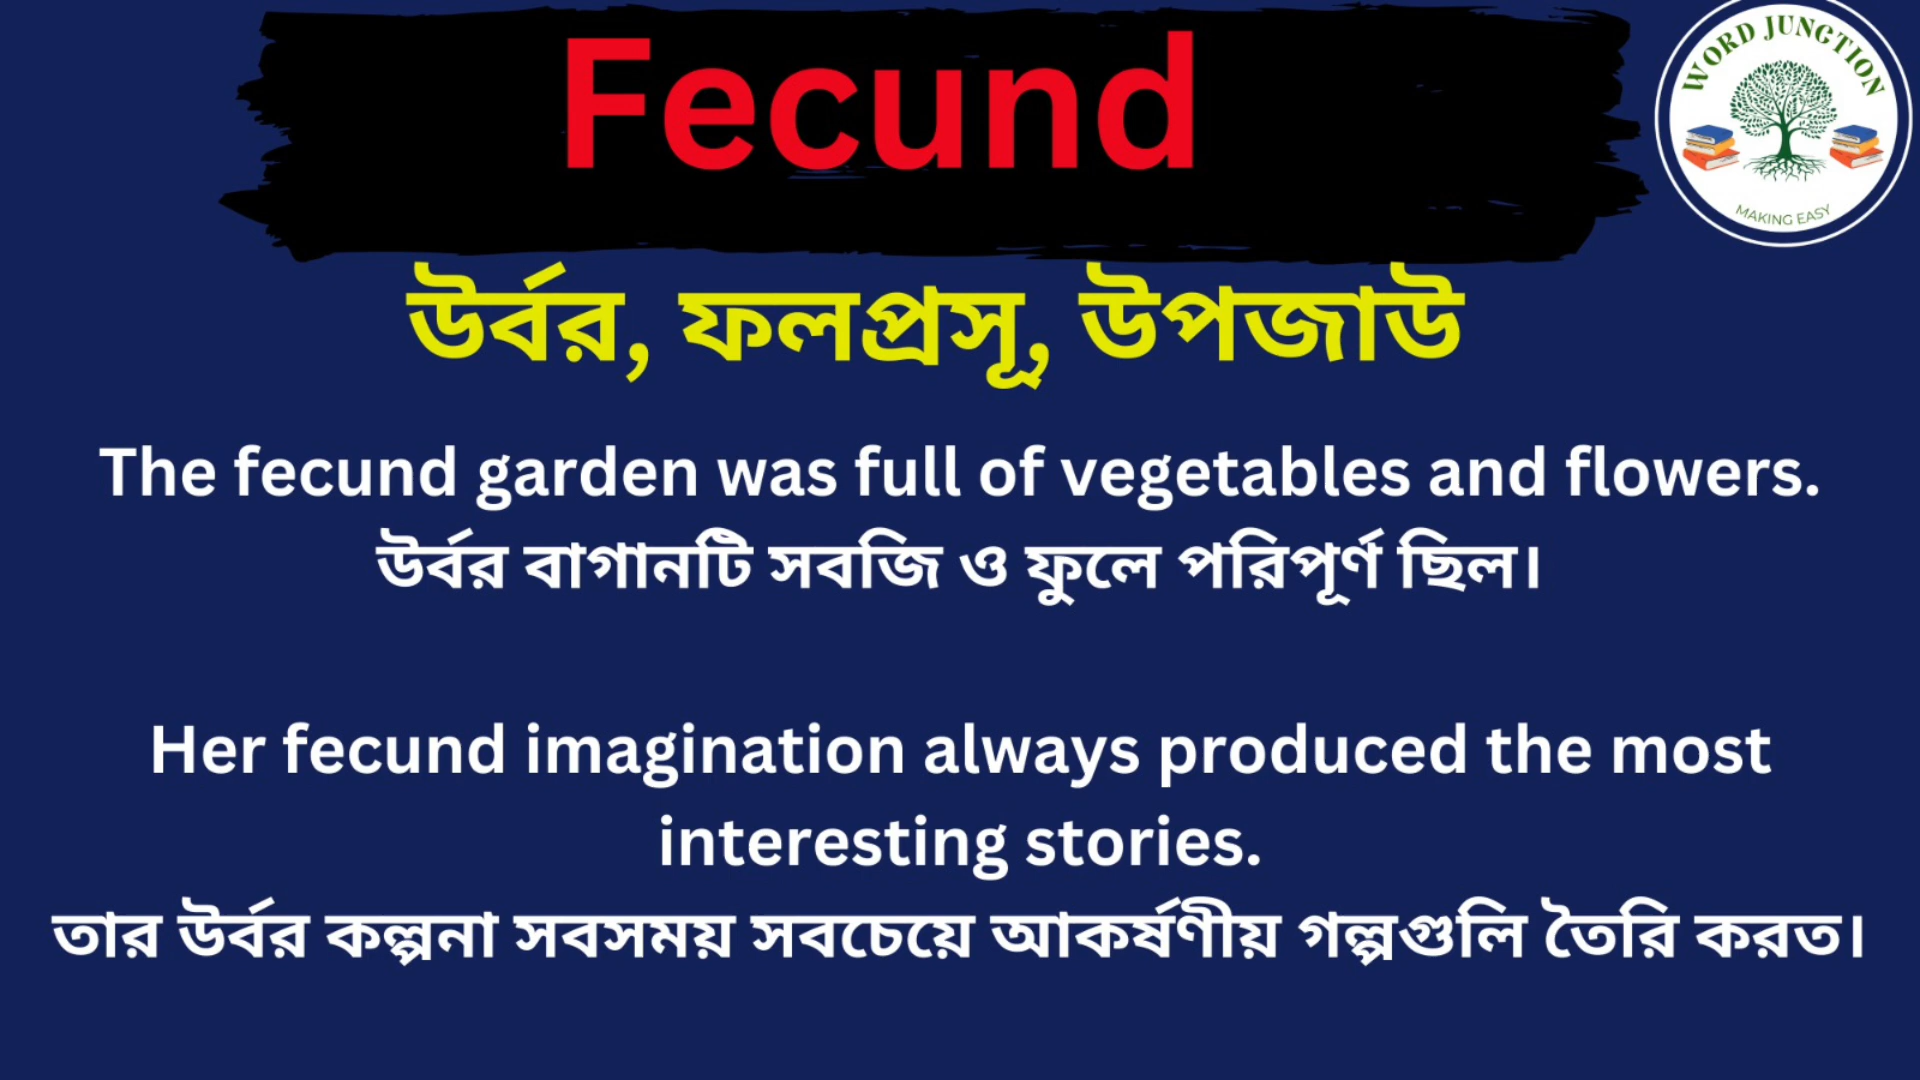 Fecund
WORD JUNCTION
MAKING EASY
উর্বর, ফলপ্রসূ, উপজাউ
The fecund garden was full of vegetables and flowers.
উর্বর বাগানটি সবজি ও ফুলে পরিপূর্ণ ছিল।
Her fecund imagination always produced the most
interesting stories.
তার উর্বর কল্পনা সবসময় সবচেয়ে আকর্ষণীয় গল্পগুলি তৈরি করত।